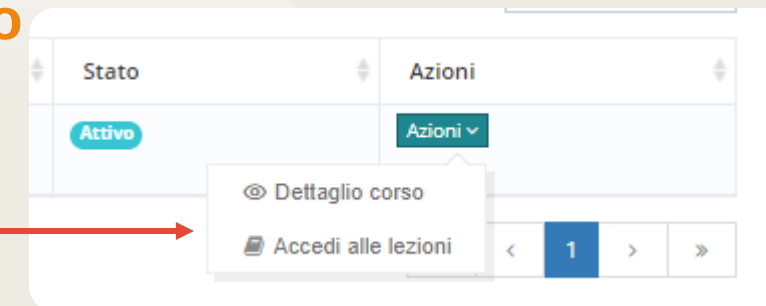 o
Stato Azioni
Attivo Azioni
Dettaglio corso
Accedi alle lezioni
‹ 1 › »